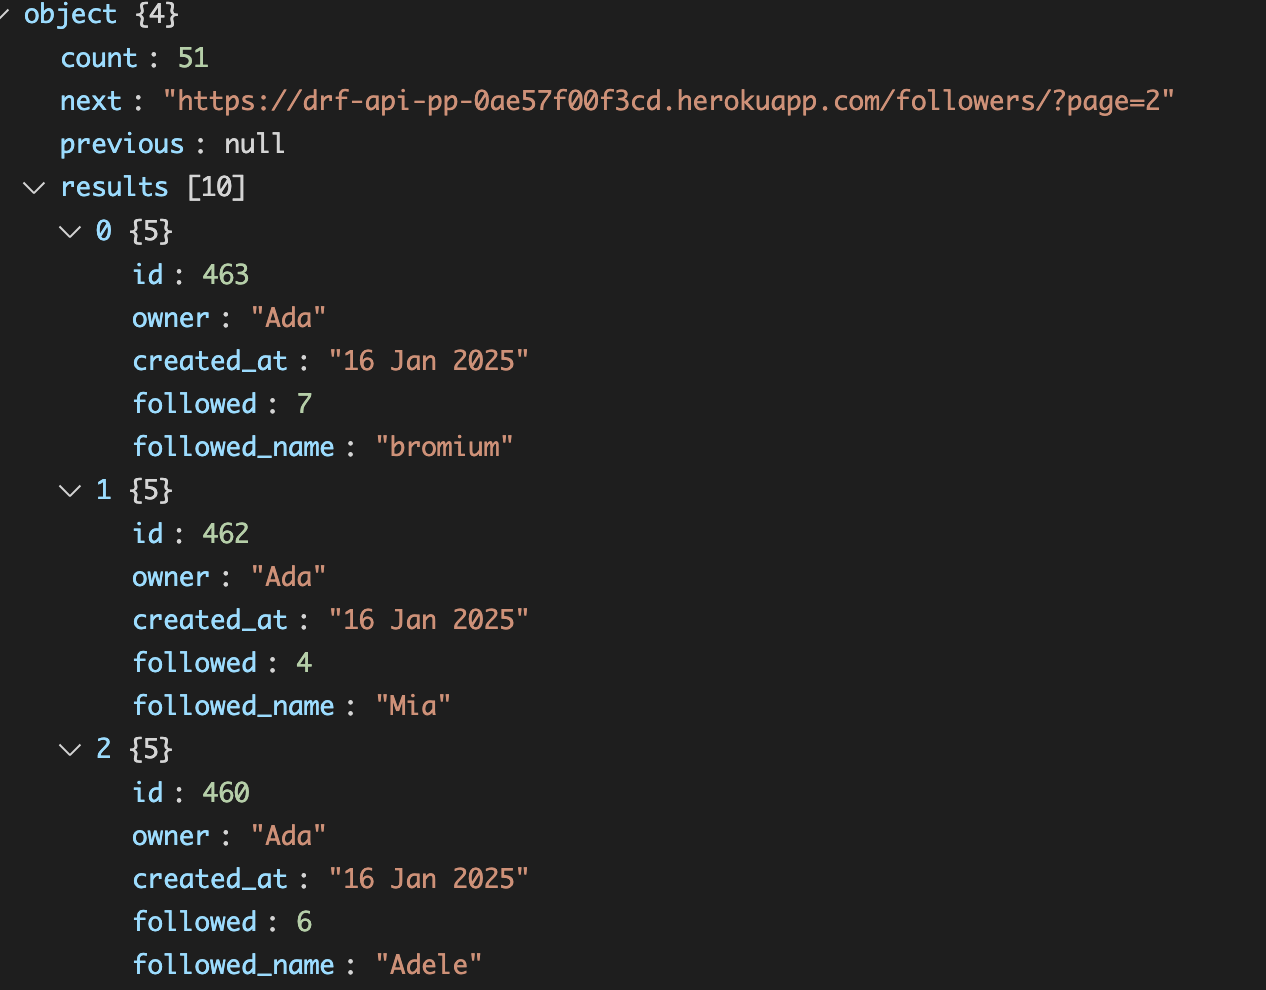 object {4}
count : 51
next : "https://drf-api-pp-0ae57f00f3cd.herokuapp.com/followers/?page=2"
previous : null
results [10]
0 {5}
id : 463
owner : "Ada"
created_at : "16 Jan 2025"
followed : 7
followed_name : "bromium"
1 {5}
id : 462
owner : "Ada"
created_at : "16 Jan 2025"
followed : 4
followed_name : "Mia"
2 {5}
id : 460
owner : "Ada"
created_at : "16 Jan 2025"
followed : 6
followed_name : "Adele"